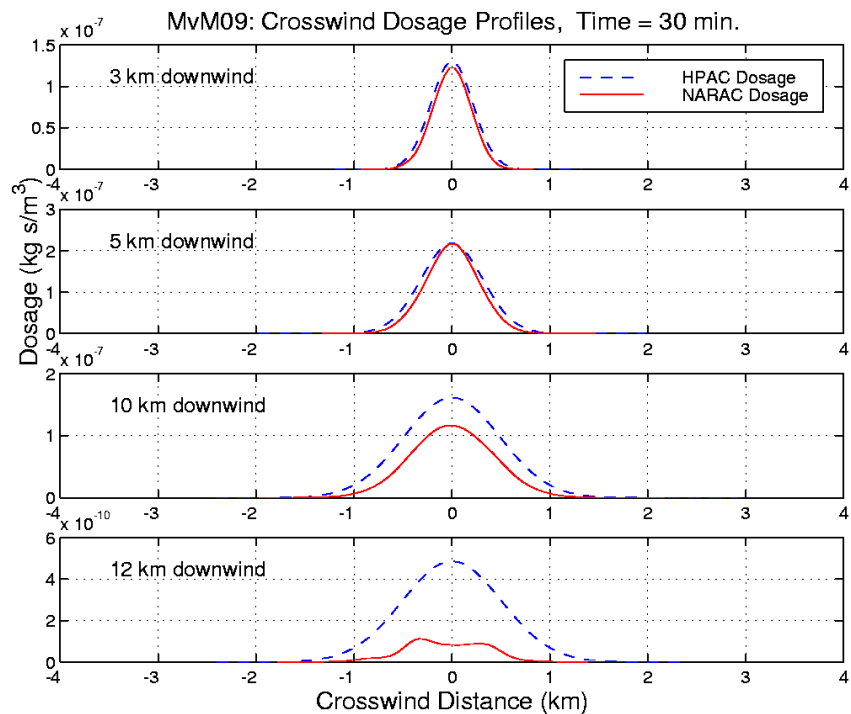 MvM09: Crosswind Dosage Profiles, Time = 30 min.
x 10-7
1.5
1
0.5
0
3 km downwind
HPAC Dosage
NARAC Dosage
-4 -3 -2 -1 0 1 2 3 4
x 10-7
3
2
1
0
5 km downwind
-4 -3 -2 -1 0 1 2 3 4
Dosage (kg s/m3)
x 10-7
2
1
0
10 km downwind
-4 -3 -2 -1 0 1 2 3 4
x 10-10
6
4
2
0
12 km downwind
-4 -3 -2 -1 0 1 2 3 4
Crosswind Distance (km)